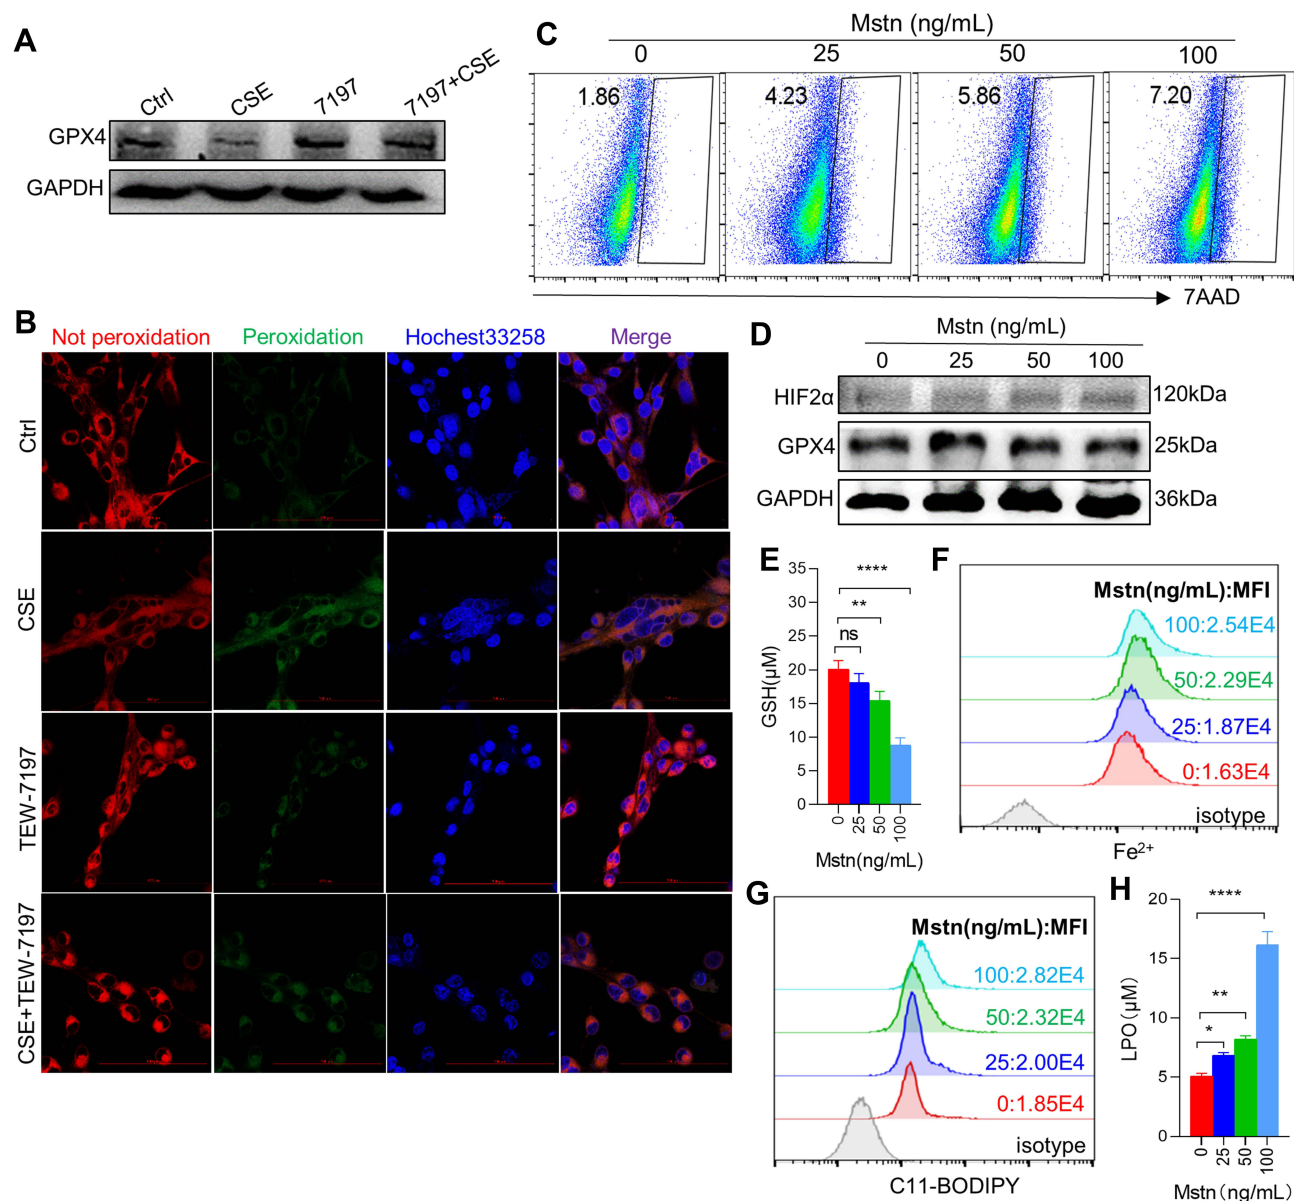 A
Ctrl
CSE
7197
7197+CSE
GPX4
GAPDH
B
Not peroxidation
Peroxidation
Hochest33258
Merge
Ctrl
CSE
TEW-7197
CSE+TEW-7197
C
Mstn (ng/mL)
0
25
50
100
1.86
4.23
5.86
7.20
7AAD
D
Mstn (ng/mL)
0
25
50
100
HIF2α
120kDa
GPX4
25kDa
GAPDH
36kDa
E
35
30
25
20
15
10
5
0
GSH(μM)
ns
**
****
0
25
50
100
Mstn(ng/mL)
F
Mstn(ng/mL):MFI
100:2.54E4
50:2.29E4
25:1.87E4
0:1.63E4
isotype
Fe²⁺
G
Mstn(ng/mL):MFI
100:2.82E4
50:2.32E4
25:2.00E4
0:1.85E4
isotype
C11-BODIPY
H
20
15
10
5
0
LPO (μM)
*
**
****
0
25
50
100
Mstn(ng/mL)